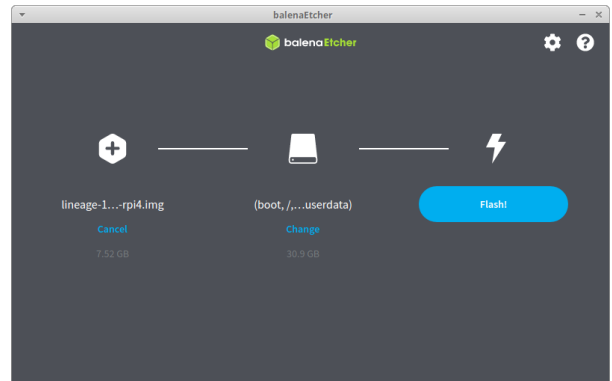 balenaEtcher
balenaEtcher
lineage-1...-rpi4.img
(boot, /,...userdata)
Flash!
Cancel
Change
7.52 GB
30.9 GB